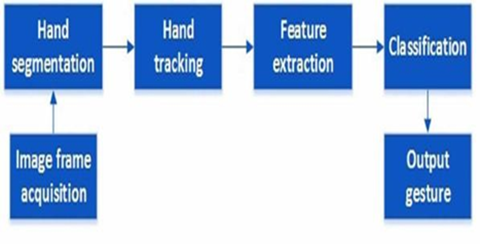 Hand
segmentation
Hand
tracking
Feature
extraction
Classification
Image frame
acquisition
Output
gesture